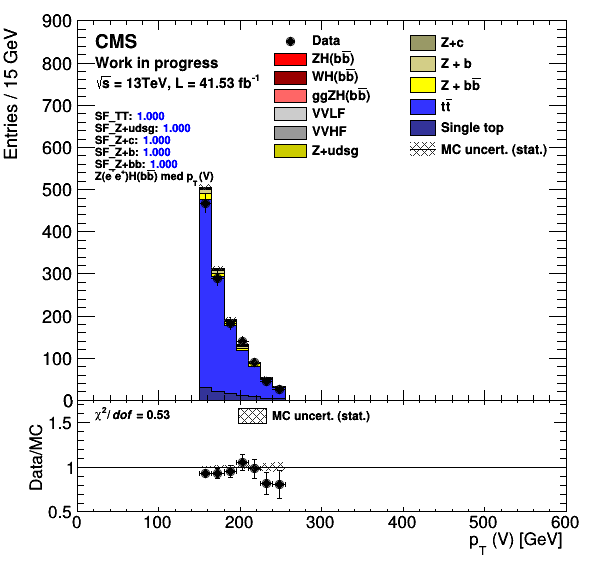 CMS
Work in progress
√s = 13TeV, L = 41.53 fb⁻¹
SF_TT: 1.000
SF_Z+udsg: 1.000
SF_Z+c: 1.000
SF_Z+b: 1.000
SF_Z+bb: 1.000
Z(e⁺e⁻)H(bb̅) med p_T(V)
Data
ZH(bb̅)
WH(bb̅)
ggZH(bb̅)
VVLF
VVHF
Z+udsg
Z+c
Z + b
Z + bb̅
tt̅
Single top
MC uncert. (stat.)
Entries / 15 GeV
900
800
700
600
500
400
300
200
100
0
χ²/dof = 0.53
MC uncert. (stat.)
Data/MC
1.5
1
0.5
0 100 200 300 400 500 600
p_T (V) [GeV]